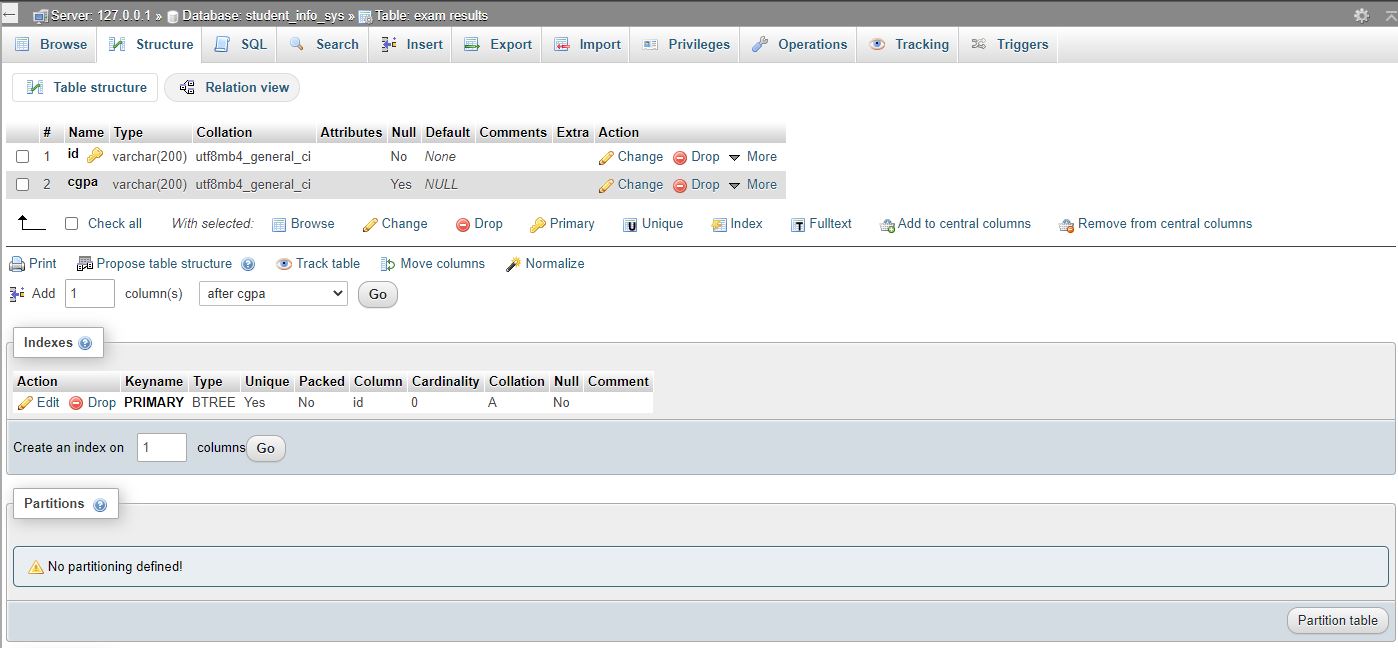 Server: 127.0.0.1 » Database: student_info_sys » Table: exam results
Browse Structure SQL Search Insert Export Import Privileges Operations Tracking Triggers
Table structure Relation view
# Name Type Collation Attributes Null Default Comments Extra Action
1 id varchar(200) utf8mb4_general_ci No None Change Drop More
2 cgpa varchar(200) utf8mb4_general_ci Yes NULL Change Drop More
Check all With selected: Browse Change Drop Primary Unique Index Fulltext Add to central columns Remove from central columns
Print Propose table structure Track table Move columns Normalize
Add 1 column(s) after cgpa Go
Indexes
Action Keyname Type Unique Packed Column Cardinality Collation Null Comment
Edit Drop PRIMARY BTREE Yes No id 0 A No
Create an index on 1 columns Go
Partitions
No partitioning defined!
Partition table